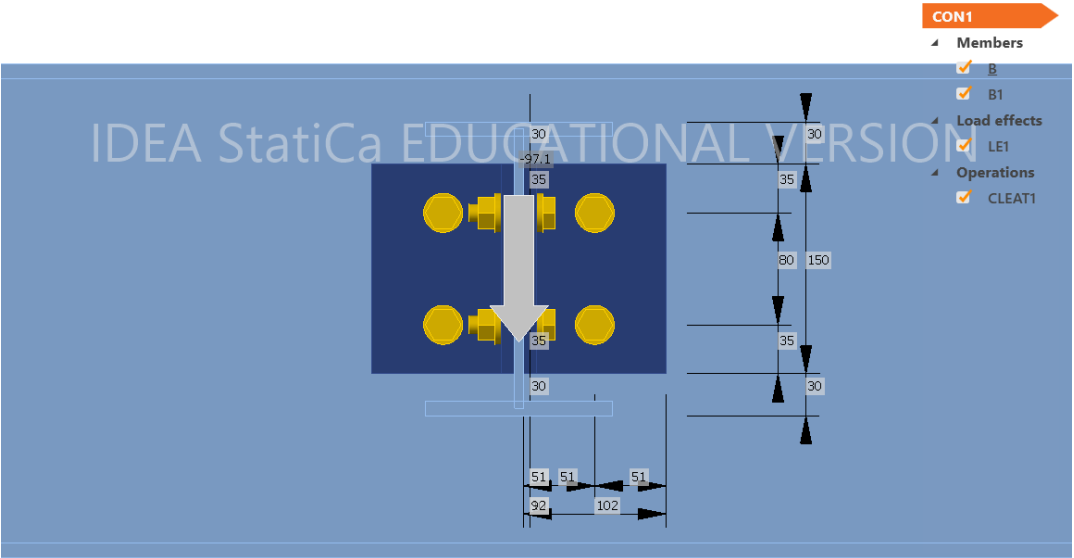 CON1
Members
B
B1
Load effects
LE1
Operations
CLEAT1
IDEA StatiCa EDUCATIONAL VERSION
30
-97.1
35
35
30
30
35
80
150
35
30
51
51
51
92
102